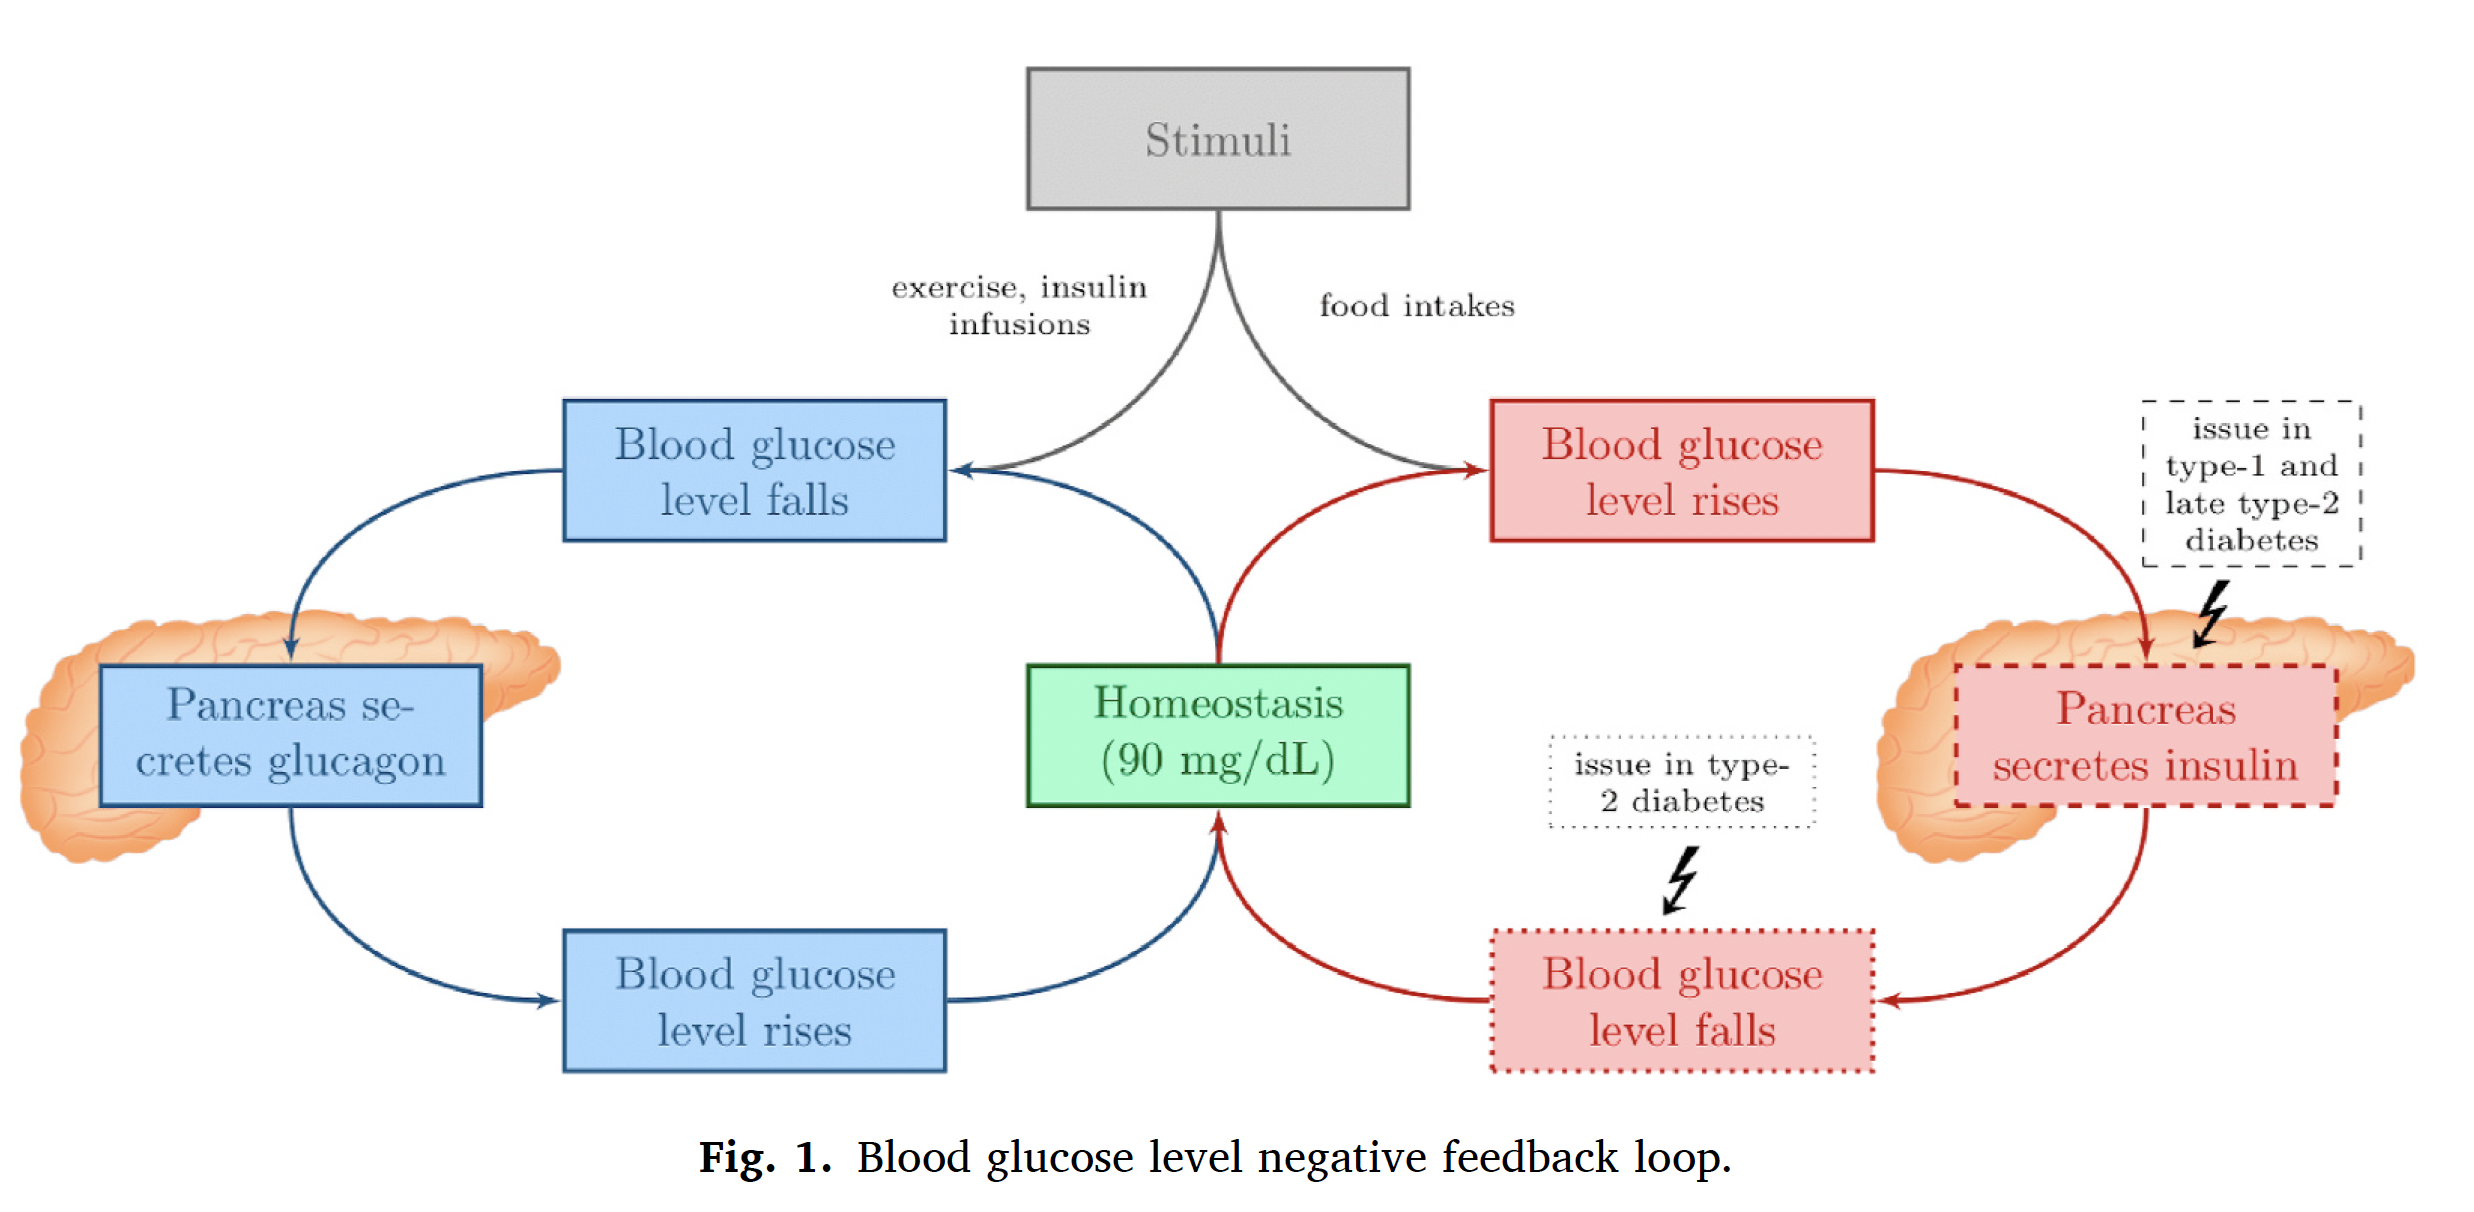 Stimuli
exercise, insulin
infusions
food intakes
Blood glucose
level falls
Blood glucose
level rises
issue in
type-1 and
late type-2
diabetes
Pancreas se-
cretes glucagon
Homeostasis
(90 mg/dL)
Pancreas
secretes insulin
issue in type-
2 diabetes
Blood glucose
level rises
Blood glucose
level falls
Fig. 1. Blood glucose level negative feedback loop.